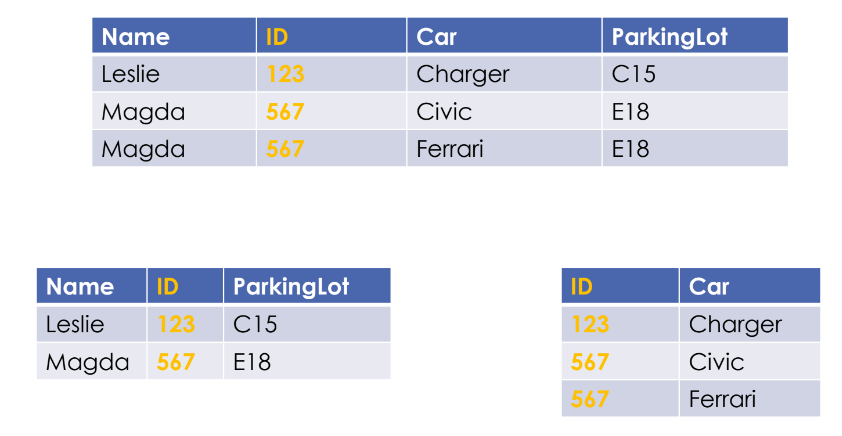 Name ID Car ParkingLot
Leslie 123 Charger C15
Magda 567 Civic E18
Magda 567 Ferrari E18
Name ID ParkingLot
Leslie 123 C15
Magda 567 E18
ID Car
123 Charger
567 Civic
567 Ferrari